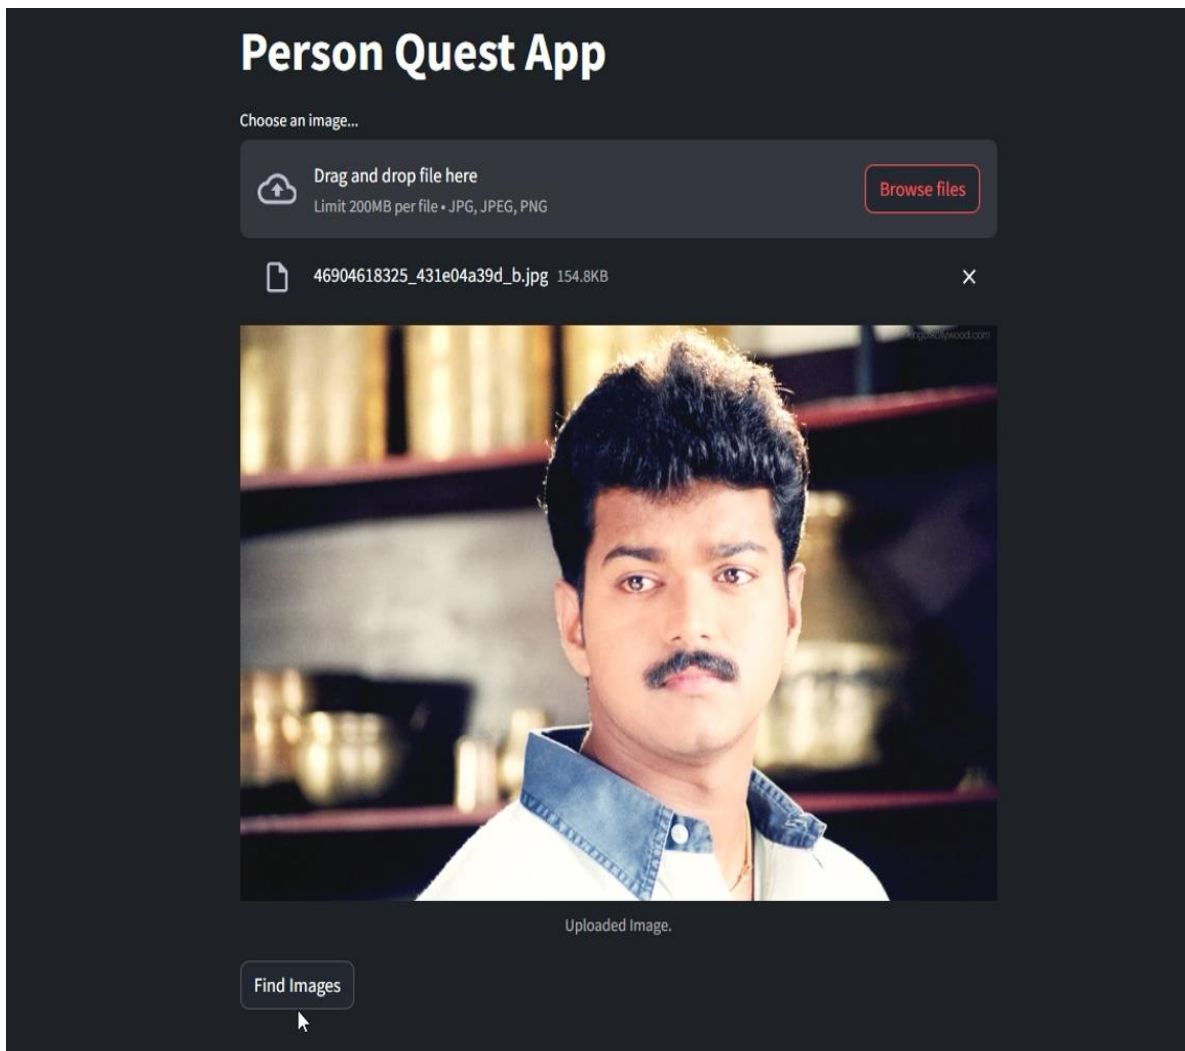 Person Quest App
Choose an image...
Drag and drop file here
Limit 200MB per file • JPG, JPEG, PNG
Browse files
46904618325_431e04a39d_b.jpg 154.8KB
Uploaded Image.
Find Images